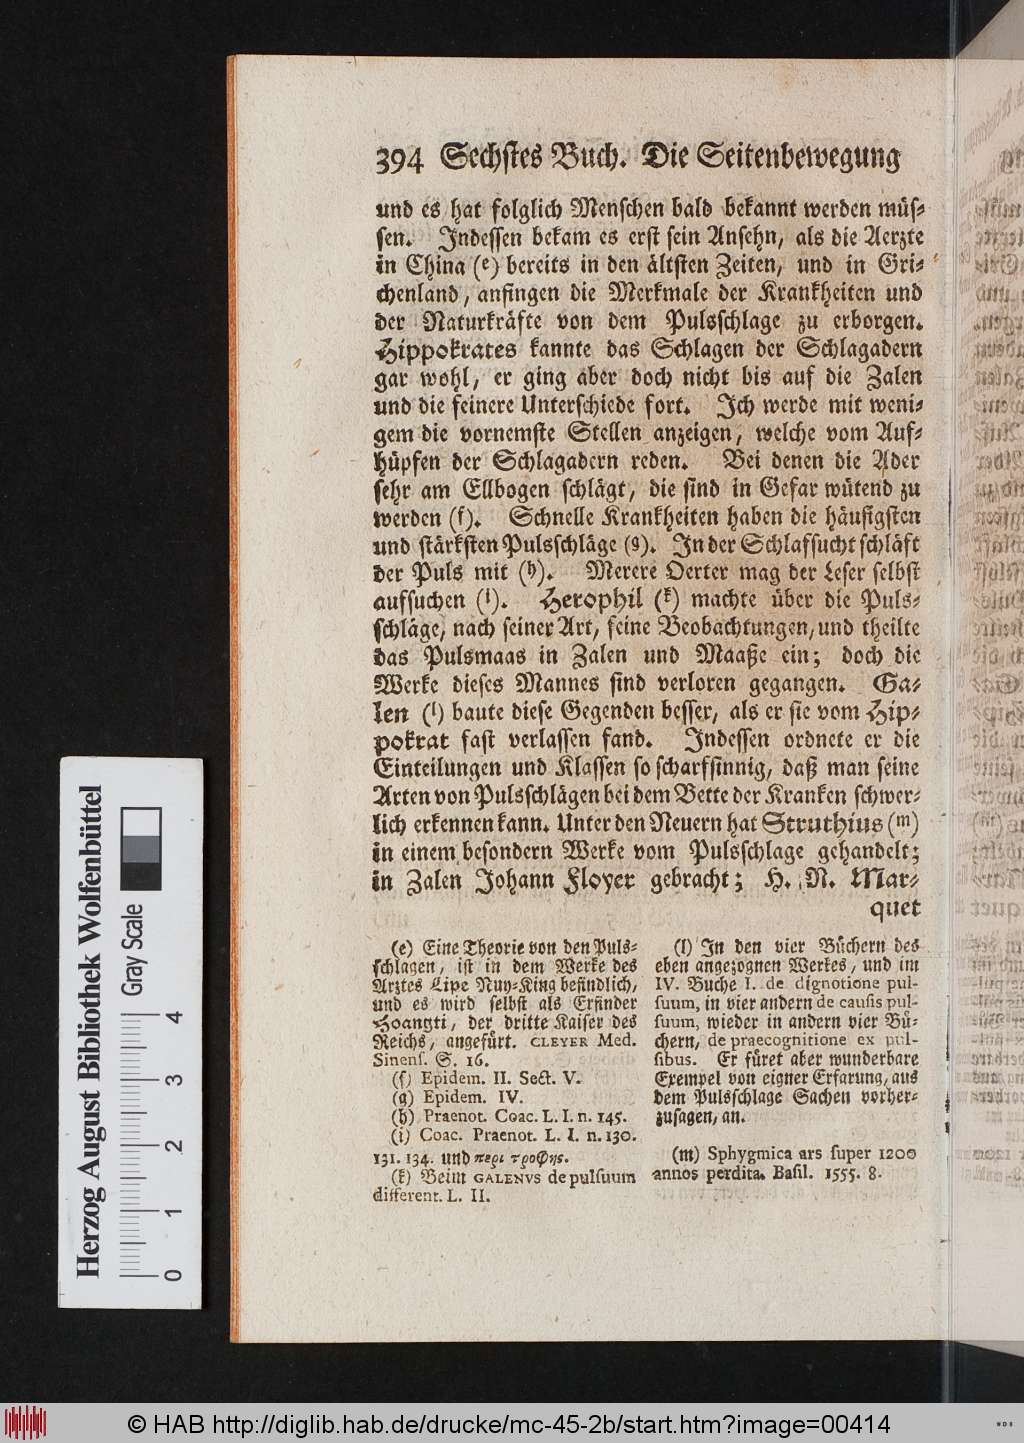 394 Sechstes Buch. Die Seitenbewegung
und es hat folglich Menschen bald bekannt werden müs-
sen. Indessen bekam es erst sein Ansehn, als die Aerzte
in China (e) bereits in den ältsten Zeiten, und in Gri-
chenland, anfingen die Merkmale der Krankheiten und
der Naturkräfte von dem Pulsschlage zu erborgen.
Hippokrates kannte das Schlagen der Schlagadern
gar wohl, er ging aber doch nicht bis auf die Zalen
und die feinere Unterschiede fort. Ich werde mit weni-
gem die vornemste Stellen anzeigen, welche vom Auf-
hüpfen der Schlagadern reden. Bei denen die Ader
sehr am Ellbogen schlägt, die sind in Gefar wütend zu
werden (f). Schnelle Krankheiten haben die häufigsten
und stärksten Pulsschläge (g). In der Schlafsucht schläft
der Puls mit (h). Merere Oerter mag der Leser selbst
aufsuchen (i). Herophil (k) machte über die Puls-
schläge, nach seiner Art, feine Beobachtungen, und theilte
das Pulsmaas in Zalen und Maaße ein; doch die
Werke dieses Mannes sind verloren gegangen. Ga-
len (l) baute diese Gegenden besser, als er sie vom Hip-
pokrat fast verlassen fand. Indessen ordnete er die
Einteilungen und Klassen so scharfsinnig, daß man seine
Arten von Pulsschlägen bei dem Bette der Kranken schwer-
lich erkennen kann. Unter den Neuern hat Struthius (m)
in einem besondern Werke vom Pulsschlage gehandelt;
in Zalen Johann Floyer gebracht; H. N. Mar-
quet
(e) Eine Theorie von den Puls-
schlagen, ist in dem Werke des
Arztes Lipe Nuy-King befindlich,
und es wird selbst als Erfinder
Hoangti, der dritte Kaiser des
Reichs, angefürt. CLEYER Med.
Sinens. S. 16.
(f) Epidem. II. Sect. V.
(g) Epidem. IV.
(h) Praenot. Coac. L. I. n. 145.
(i) Coac. Praenot. L. I. n. 130.
131. 134. und περι τροφης.
(k) Beim GALENVS de pulsuum
different. L. II.
(l) In den vier Büchern des
eben angezognen Werkes, und im
IV. Buche I. de dignotione pul-
suum, in vier andern de causis pul-
suum, wieder in andern vier Bü-
chern, de praecognitione ex pul-
sibus. Er füret aber wunderbare
Exempel von eigner Erfarung, aus
dem Pulsschlage Sachen vorher-
zusagen, an.
(m) Sphygmica ars super 1200
annos perdita. Basil. 1555. 8.
Herzog August Bibliothek Wolfenbüttel
Gray Scale
0 1 2 3 4
© HAB http://diglib.hab.de/drucke/mc-45-2b/start.htm?image=00414